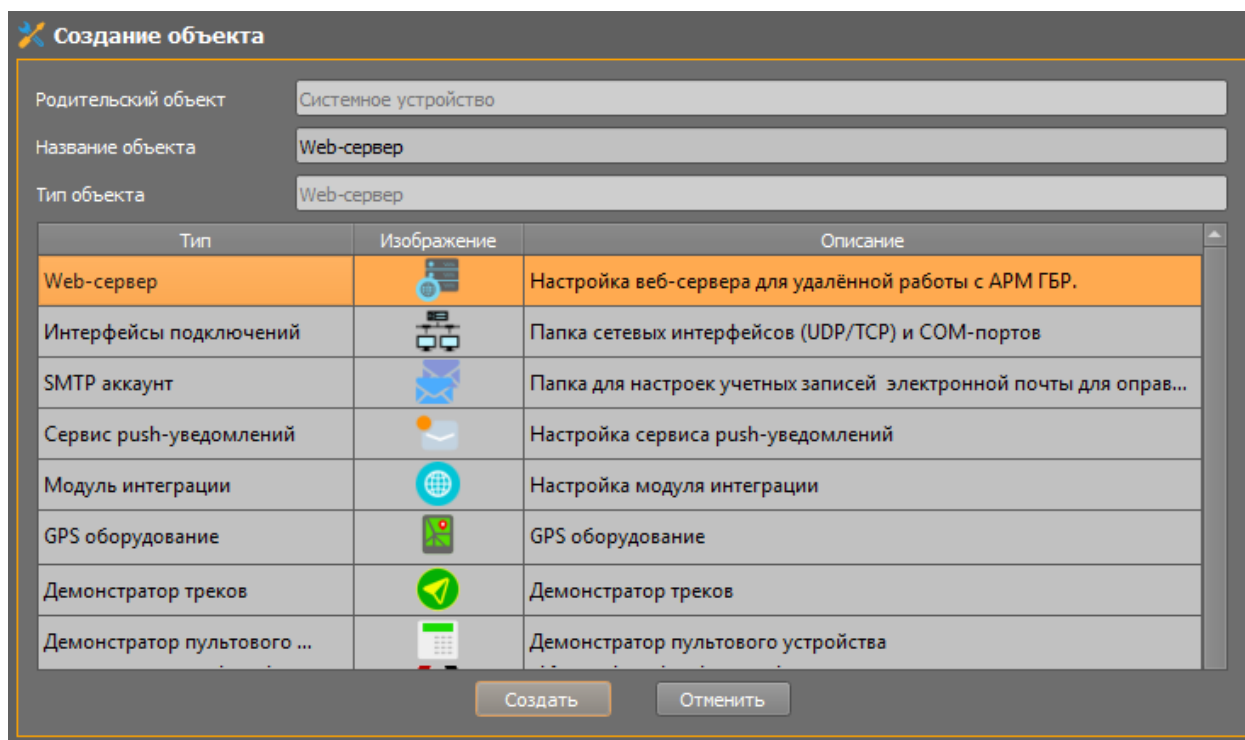 Создание объекта
Родительский объект Системное устройство
Название объекта Web-сервер
Тип объекта Web-сервер
Тип Изображение Описание
Web-сервер Настройка веб-сервера для удалённой работы с АРМ ГБР.
Интерфейсы подключений Папка сетевых интерфейсов (UDP/TCP) и COM-портов
SMTP аккаунт Папка для настроек учетных записей электронной почты для оправ...
Сервис push-уведомлений Настройка сервиса push-уведомлений
Модуль интеграции Настройка модуля интеграции
GPS оборудование GPS оборудование
Демонстратор треков Демонстратор треков
Демонстратор пультового ... Демонстратор пультового устройства
Создать Отменить